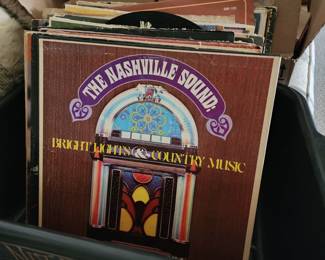 THE NASHVILLE SOUND:
BRIGHT LIGHTS & COUNTRY MUSIC